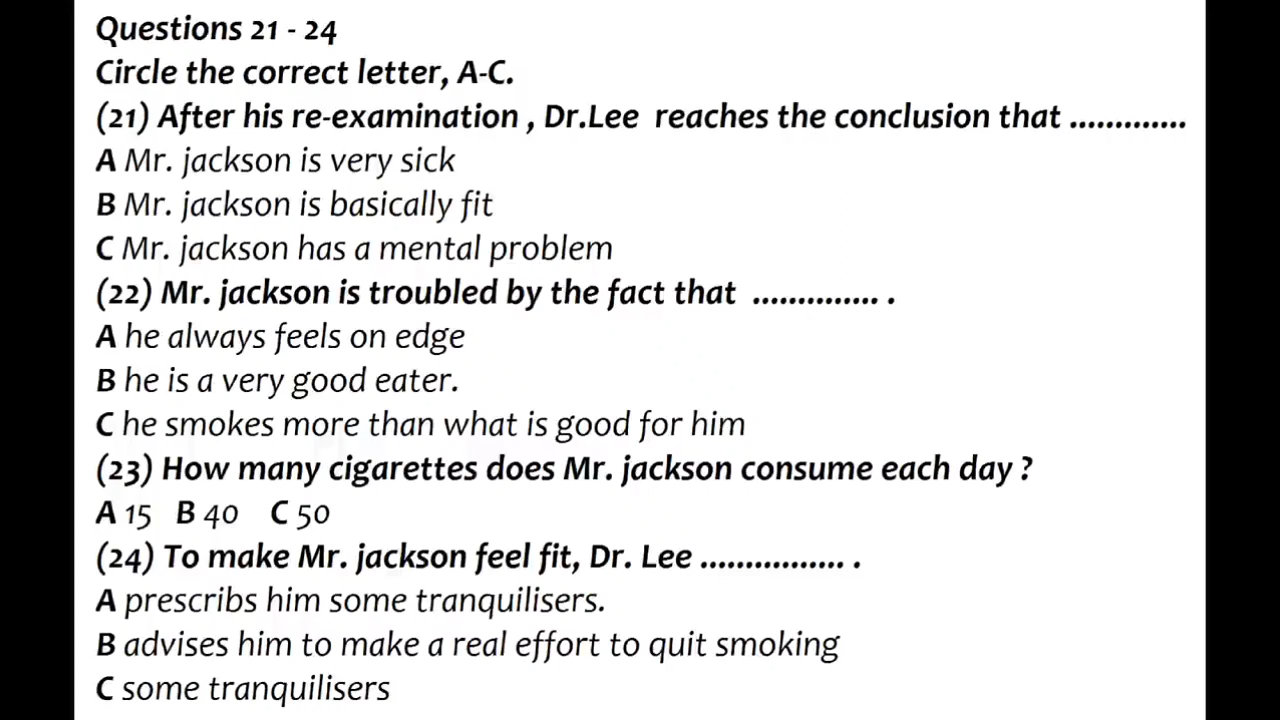 Questions 21 - 24
Circle the correct letter, A-C.
(21) After his re-examination , Dr.Lee reaches the conclusion that .............
A Mr. jackson is very sick
B Mr. jackson is basically fit
C Mr. jackson has a mental problem
(22) Mr. jackson is troubled by the fact that .............. .
A he always feels on edge
B he is a very good eater.
C he smokes more than what is good for him
(23) How many cigarettes does Mr. jackson consume each day ?
A 15 B 40 C 50
(24) To make Mr. jackson feel fit, Dr. Lee ................ .
A prescribs him some tranquilisers.
B advises him to make a real effort to quit smoking
C some tranquilisers